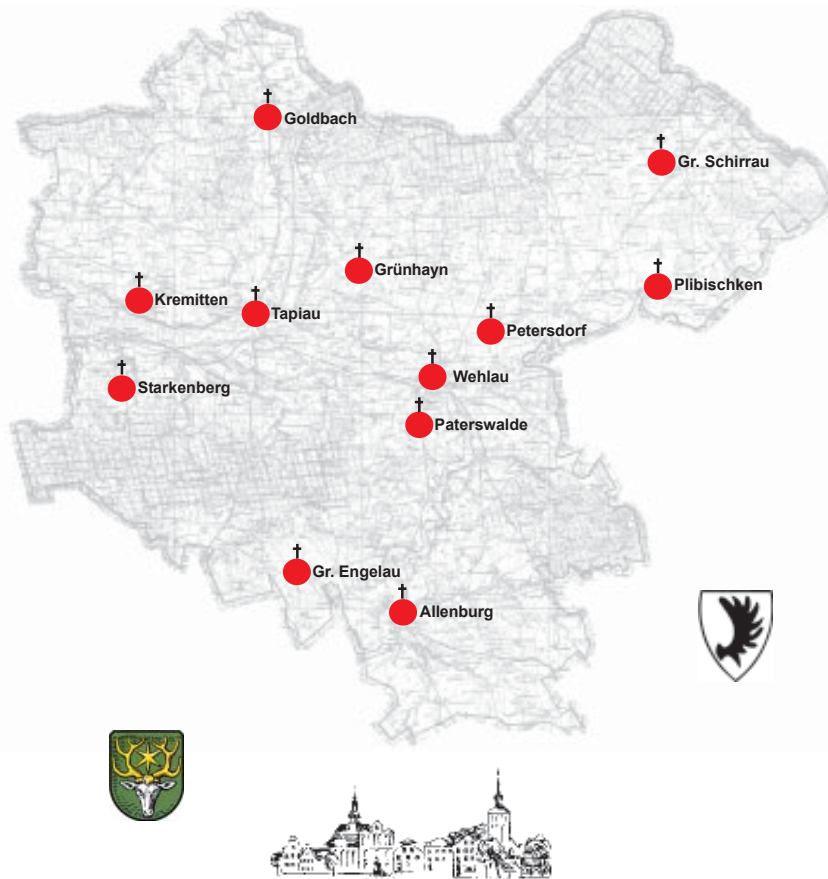 Goldbach
Gr. Schirrau
Grünhayn
Plibischken
Kremitten
Tapiau
Petersdorf
Wehlau
Starkenberg
Paterswalde
Gr. Engelau
Allenburg